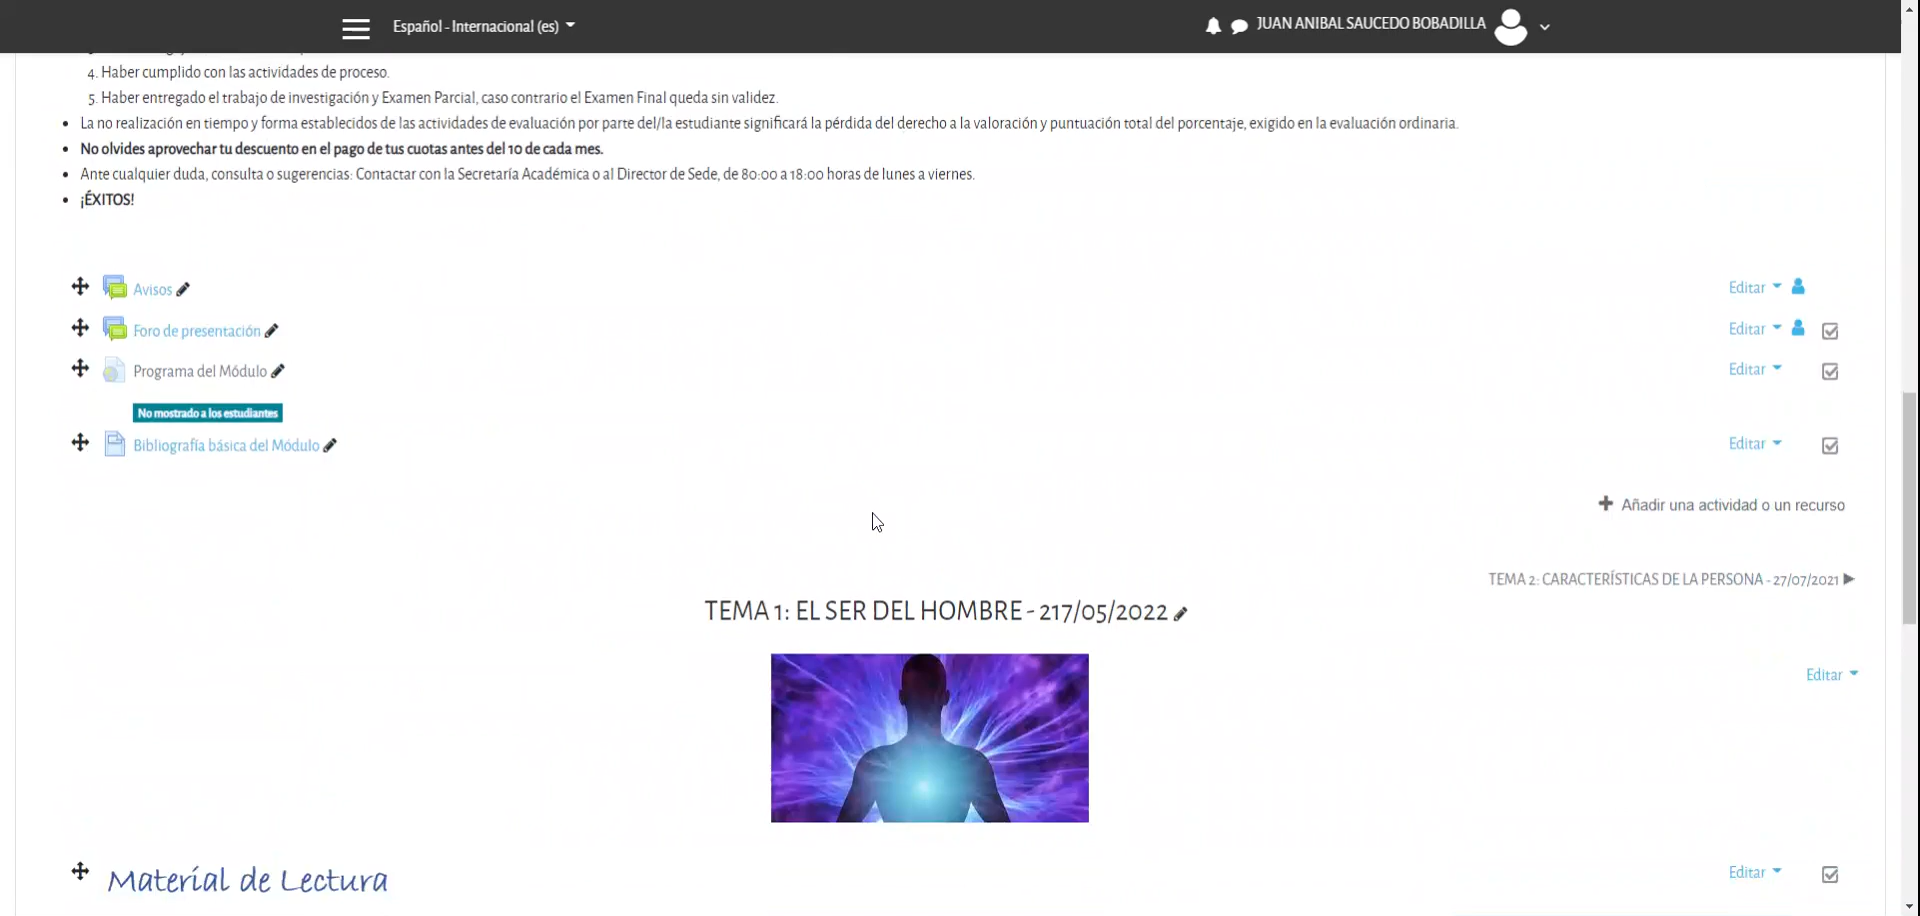 Español - Internacional (es)
JUAN ANIBAL SAUCEDO BOBADILLA
4. Haber cumplido con las actividades de proceso.
5. Haber entregado el trabajo de investigación y Examen Parcial, caso contrario el Examen Final queda sin validez.
La no realización en tiempo y forma establecidos de las actividades de evaluación por parte del/la estudiante significará la pérdida del derecho a la valoración y puntuación total del porcentaje, exigido en la evaluación ordinaria.
No olvides aprovechar tu descuento en el pago de tus cuotas antes del 10 de cada mes.
Ante cualquier duda, consulta o sugerencias: Contactar con la Secretaría Académica o al Director de Sede, de 80:00 a 18:00 horas de lunes a viernes.
¡ÉXITOS!
Avisos
Editar
Foro de presentación
Editar
Programa del Módulo
Editar
No mostrado a los estudiantes
Bibliografía básica del Módulo
Editar
Añadir una actividad o un recurso
TEMA 2: CARACTERÍSTICAS DE LA PERSONA - 27/07/2021
TEMA 1: EL SER DEL HOMBRE - 217/05/2022
Editar
Material de Lectura
Editar